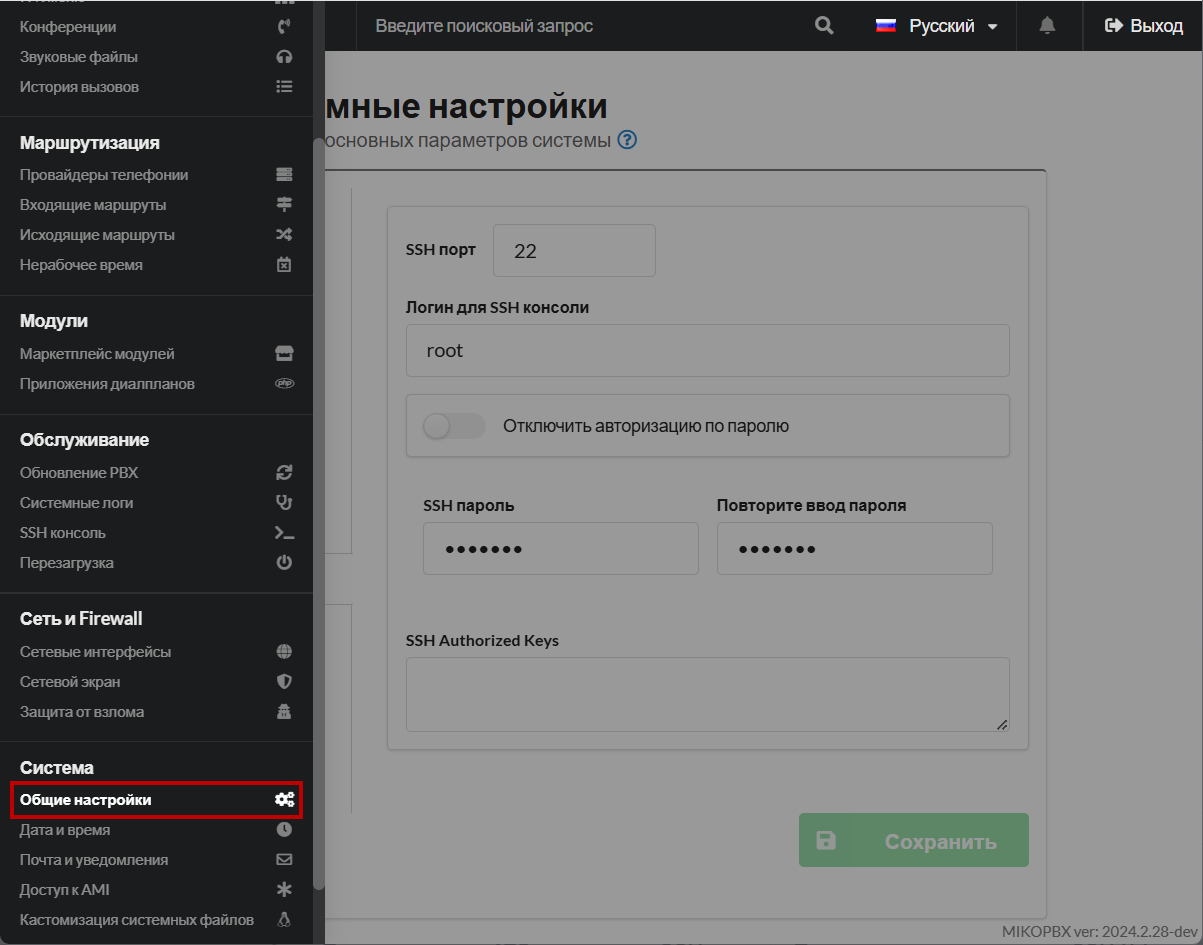 Конференции
Звуковые файлы
История вызовов
Маршрутизация
Провайдеры телефонии
Входящие маршруты
Исходящие маршруты
Нерабочее время
Модули
Маркетплейс модулей
Приложения диалпланов
php
Обслуживание
Обновление PBX
Системные логи
SSH консоль
Перезагрузка
Сеть и Firewall
Сетевые интерфейсы
Сетевой экран
Защита от взлома
Система
Общие настройки
Дата и время
Почта и уведомления
Доступ к AMI
Кастомизация системных файлов
Введите поисковый запрос
Русский
Выход
мные настройки
основных параметров системы
SSH порт
22
Логин для SSH консоли
root
Отключить авторизацию по паролю
SSH пароль
Повторите ввод пароля
•••••••
•••••••
SSH Authorized Keys
Сохранить
MIKOPBX ver: 2024.2.28-dev